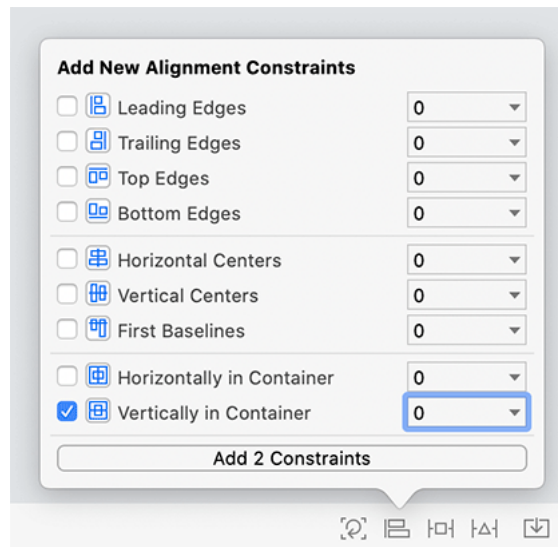 Add New Alignment Constraints
Leading Edges 0
Trailing Edges 0
Top Edges 0
Bottom Edges 0
Horizontal Centers 0
Vertical Centers 0
First Baselines 0
Horizontally in Container 0
Vertically in Container 0
Add 2 Constraints